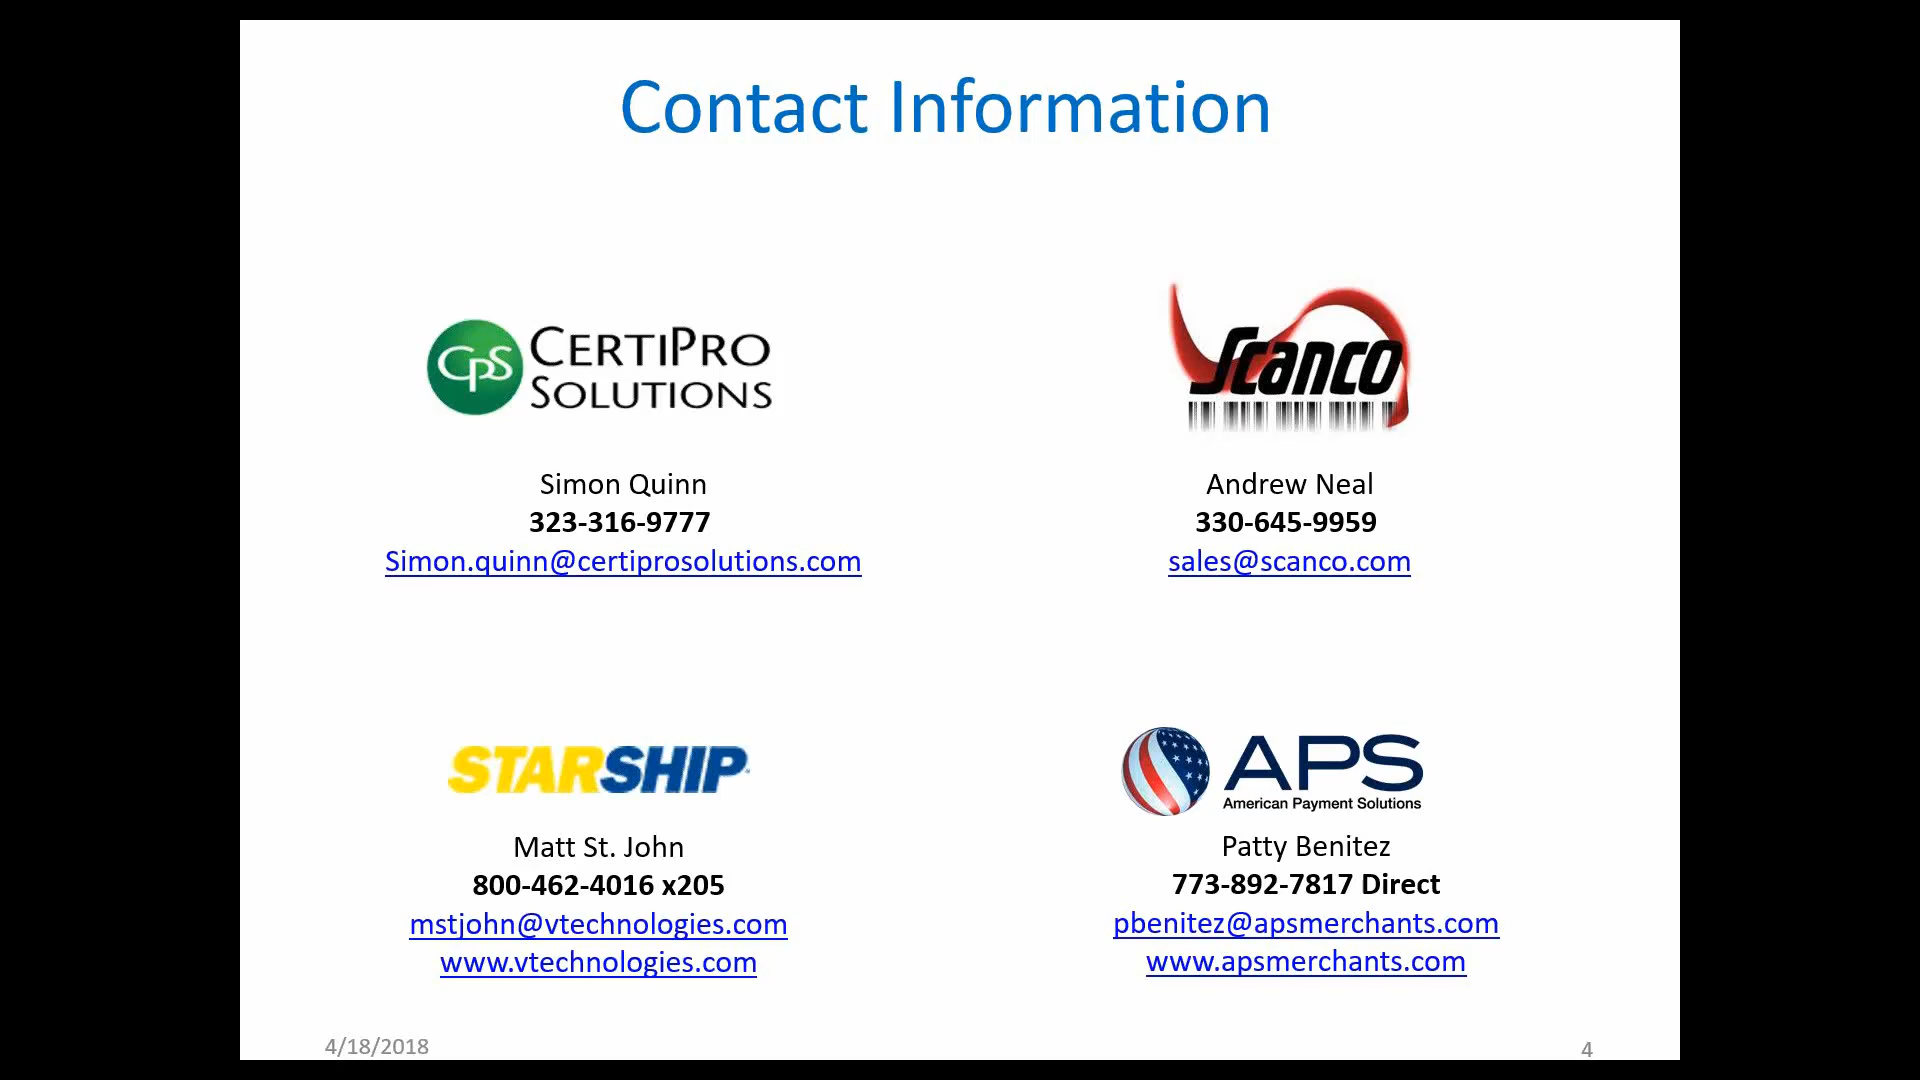 Contact Information
CPS CERTIPRO
SOLUTIONS
Simon Quinn
323-316-9777
Simon.quinn@certiprosolutions.com
Scanco
Andrew Neal
330-645-9959
sales@scanco.com
STARSHIP
Matt St. John
800-462-4016 x205
mstjohn@vtechnologies.com
www.vtechnologies.com
APS
American Payment Solutions
Patty Benitez
773-892-7817 Direct
pbenitez@apsmerchants.com
www.apsmerchants.com
4/18/2018
4